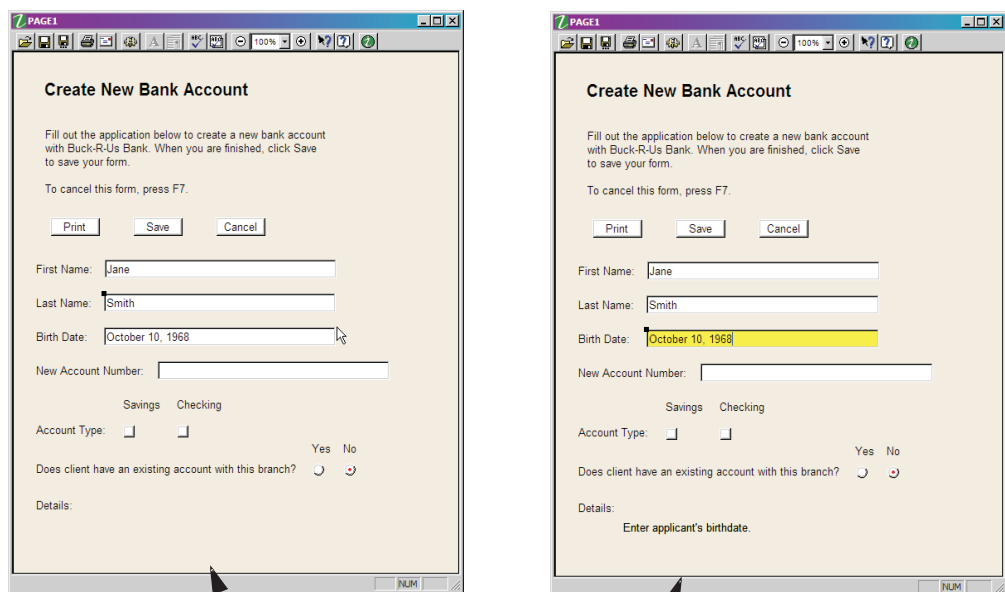 PAGE1
100%
Create New Bank Account
Fill out the application below to create a new bank account
with Buck-R-Us Bank. When you are finished, click Save
to save your form.
To cancel this form, press F7.
Print Save Cancel
First Name: Jane
Last Name: Smith
Birth Date: October 10, 1968
New Account Number:
Savings Checking
Account Type:
Yes No
Does client have an existing account with this branch?
Details:
NUM
PAGE1
100%
Create New Bank Account
Fill out the application below to create a new bank account
with Buck-R-Us Bank. When you are finished, click Save
to save your form.
To cancel this form, press F7.
Print Save Cancel
First Name: Jane
Last Name: Smith
Birth Date: October 10, 1968
New Account Number:
Savings Checking
Account Type:
Yes No
Does client have an existing account with this branch?
Details:
Enter applicant's birthdate.
NUM